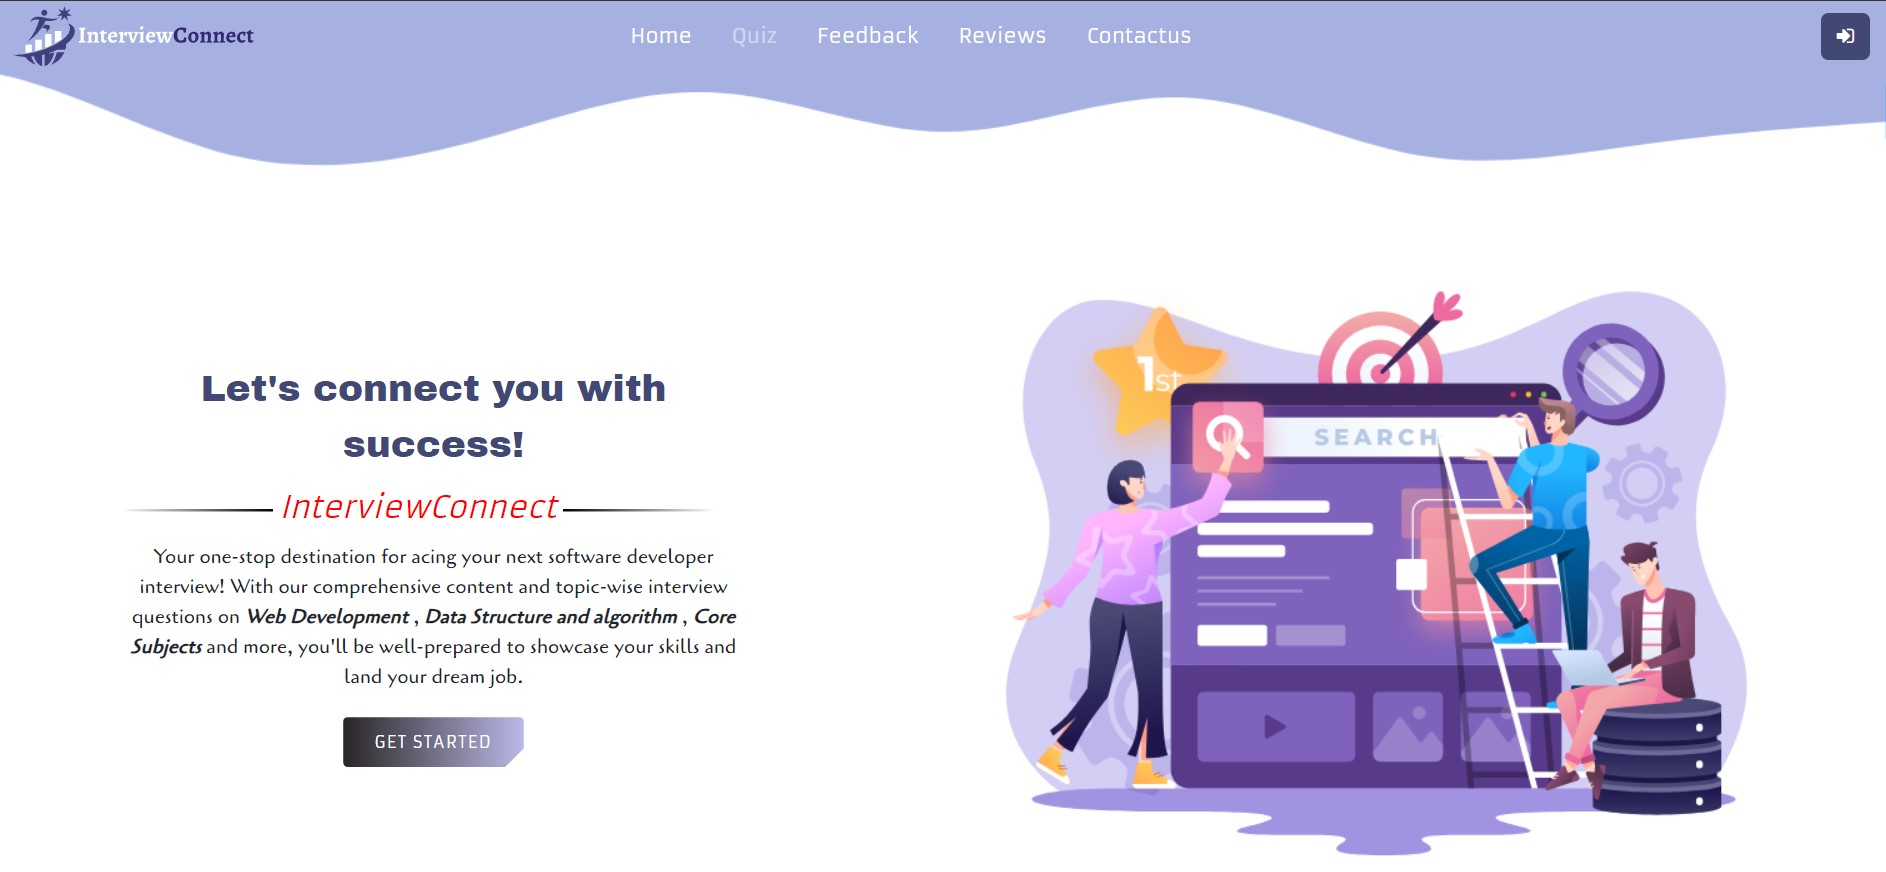 InterviewConnect
Home Quiz Feedback Reviews Contactus
Let's connect you with
success!
InterviewConnect
Your one-stop destination for acing your next software developer
interview! With our comprehensive content and topic-wise interview
questions on Web Development , Data Structure and algorithm , Core
Subjects and more, you'll be well-prepared to showcase your skills and
land your dream job.
GET STARTED
1st
SEARCH